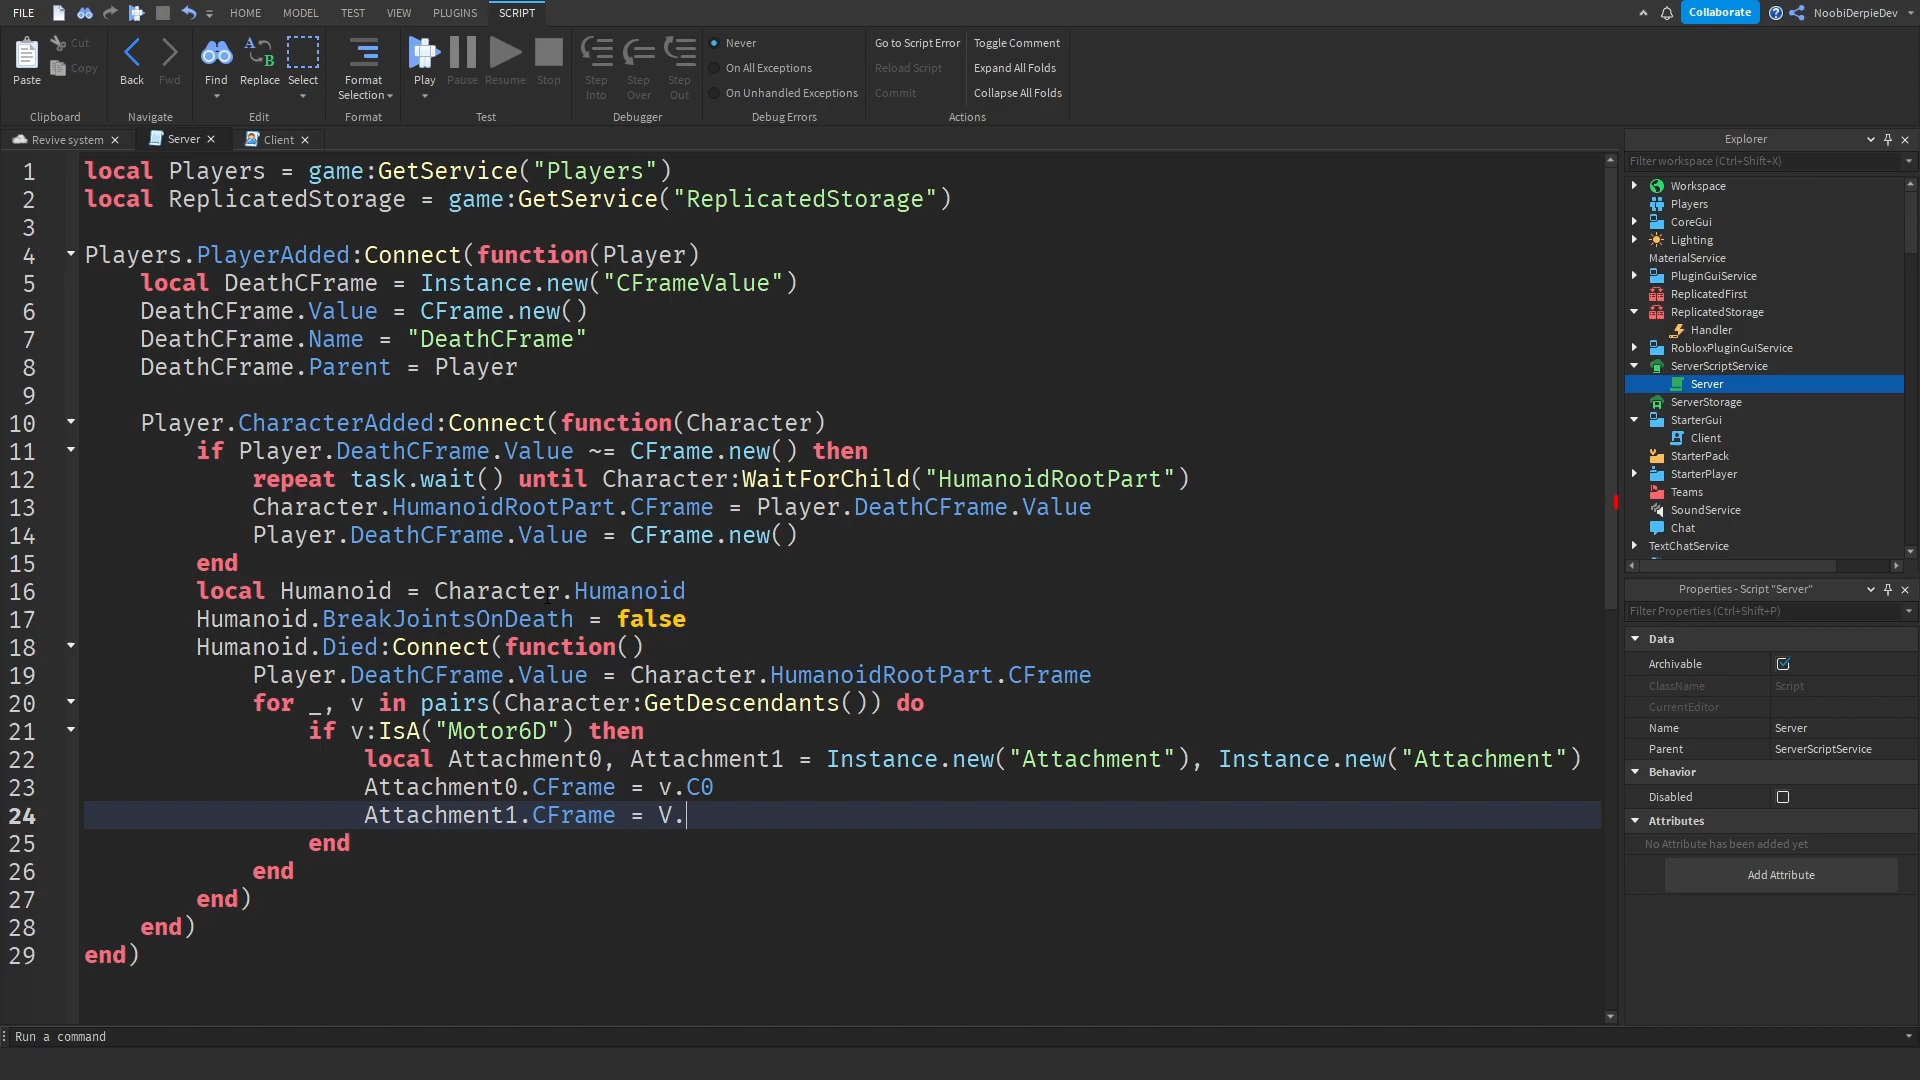 FILE HOME MODEL TEST VIEW PLUGINS SCRIPT Collaborate NoobiDerpieDev
Paste Cut Copy Back Fwd Find Replace Select Format Selection Play Pause Resume Stop Step Into Step Over Step Out
Never
On All Exceptions
On Unhandled Exceptions
Go to Script Error
Reload Script
Commit
Toggle Comment
Expand All Folds
Collapse All Folds
Clipboard Navigate Edit Format Test Debugger Debug Errors Actions
Revive system Server Client
1 local Players = game:GetService("Players")
2 local ReplicatedStorage = game:GetService("ReplicatedStorage")
3
4 Players.PlayerAdded:Connect(function(Player)
5 local DeathCFrame = Instance.new("CFrameValue")
6 DeathCFrame.Value = CFrame.new()
7 DeathCFrame.Name = "DeathCFrame"
8 DeathCFrame.Parent = Player
9
10 Player.CharacterAdded:Connect(function(Character)
11 if Player.DeathCFrame.Value ~= CFrame.new() then
12 repeat task.wait() until Character:WaitForChild("HumanoidRootPart")
13 Character.HumanoidRootPart.CFrame = Player.DeathCFrame.Value
14 Player.DeathCFrame.Value = CFrame.new()
15 end
16 local Humanoid = Character.Humanoid
17 Humanoid.BreakJointsOnDeath = false
18 Humanoid.Died:Connect(function()
19 Player.DeathCFrame.Value = Character.HumanoidRootPart.CFrame
20 for _, v in pairs(Character:GetDescendants()) do
21 if v:IsA("Motor6D") then
22 local Attachment0, Attachment1 = Instance.new("Attachment"), Instance.new("Attachment")
23 Attachment0.CFrame = v.C0
24 Attachment1.CFrame = V.
25 end
26 end
27 end)
28 end)
29 end)
Run a command
Explorer
Filter workspace (Ctrl+Shift+X)
Workspace
Players
CoreGui
Lighting
MaterialService
PluginGuiService
ReplicatedFirst
ReplicatedStorage
Handler
RobloxPluginGuiService
ServerScriptService
Server
ServerStorage
StarterGui
Client
StarterPack
StarterPlayer
Teams
SoundService
Chat
TextChatService
Properties - Script "Server"
Filter Properties (Ctrl+Shift+P)
Data
Archivable
ClassName Script
CurrentEditor
Name Server
Parent ServerScriptService
Behavior
Disabled
Attributes
No Attribute has been added yet
Add Attribute